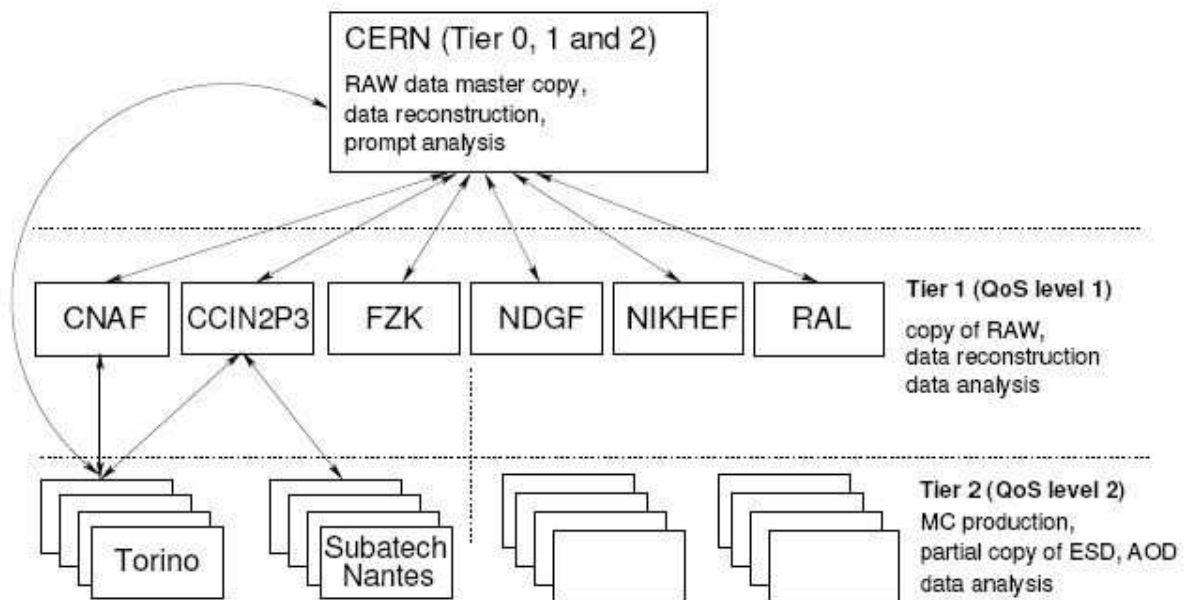 CERN (Tier 0, 1 and 2)
RAW data master copy,
data reconstruction,
prompt analysis
CNAF
CCIN2P3
FZK
NDGF
NIKHEF
RAL
Tier 1 (QoS level 1)
copy of RAW,
data reconstruction
data analysis
Torino
Subatech
Nantes
Tier 2 (QoS level 2)
MC production,
partial copy of ESD, AOD
data analysis